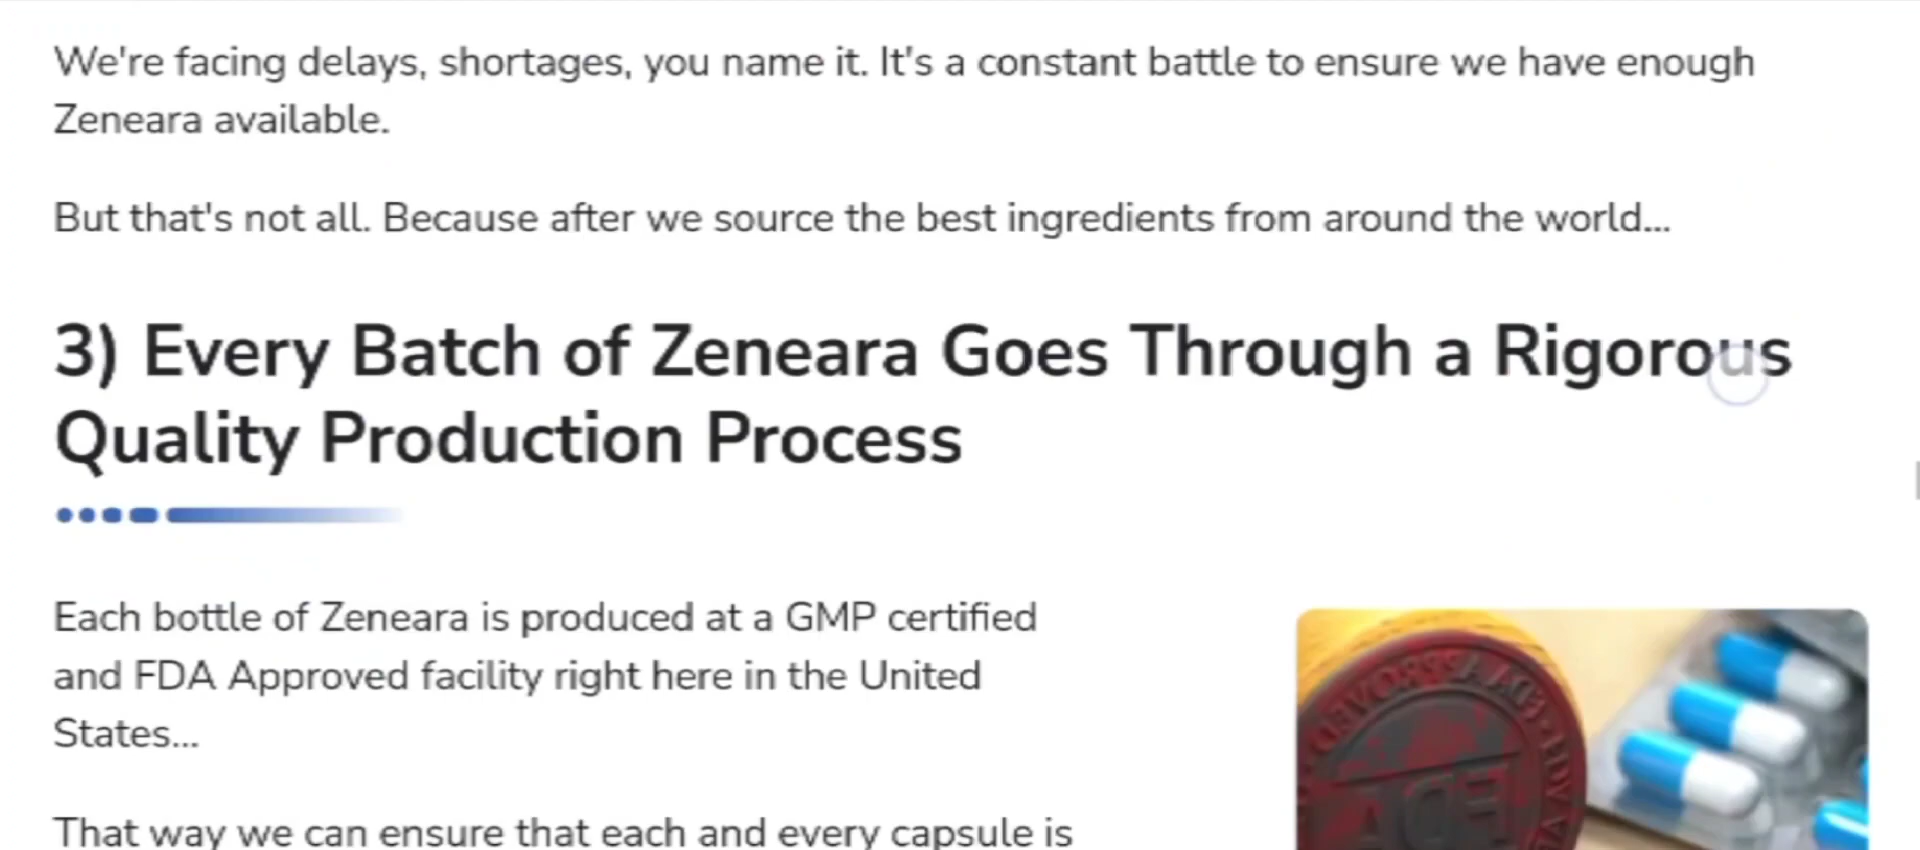 We're facing delays, shortages, you name it. It's a constant battle to ensure we have enough
Zeneara available.
But that's not all. Because after we source the best ingredients from around the world...
3) Every Batch of Zeneara Goes Through a Rigorous
Quality Production Process
Each bottle of Zeneara is produced at a GMP certified
and FDA Approved facility right here in the United
States...
That way we can ensure that each and every capsule is
FDA APPROVED
FDA